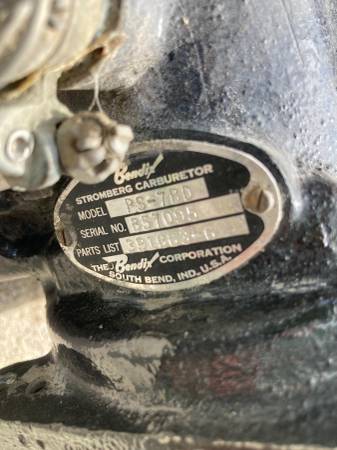 Bendix
STROMBERG CARBURETOR
MODEL PS-7BD
SERIAL NO.
PARTS LIST
THE Bendix CORPORATION
SOUTH BEND, IND. U.S.A.